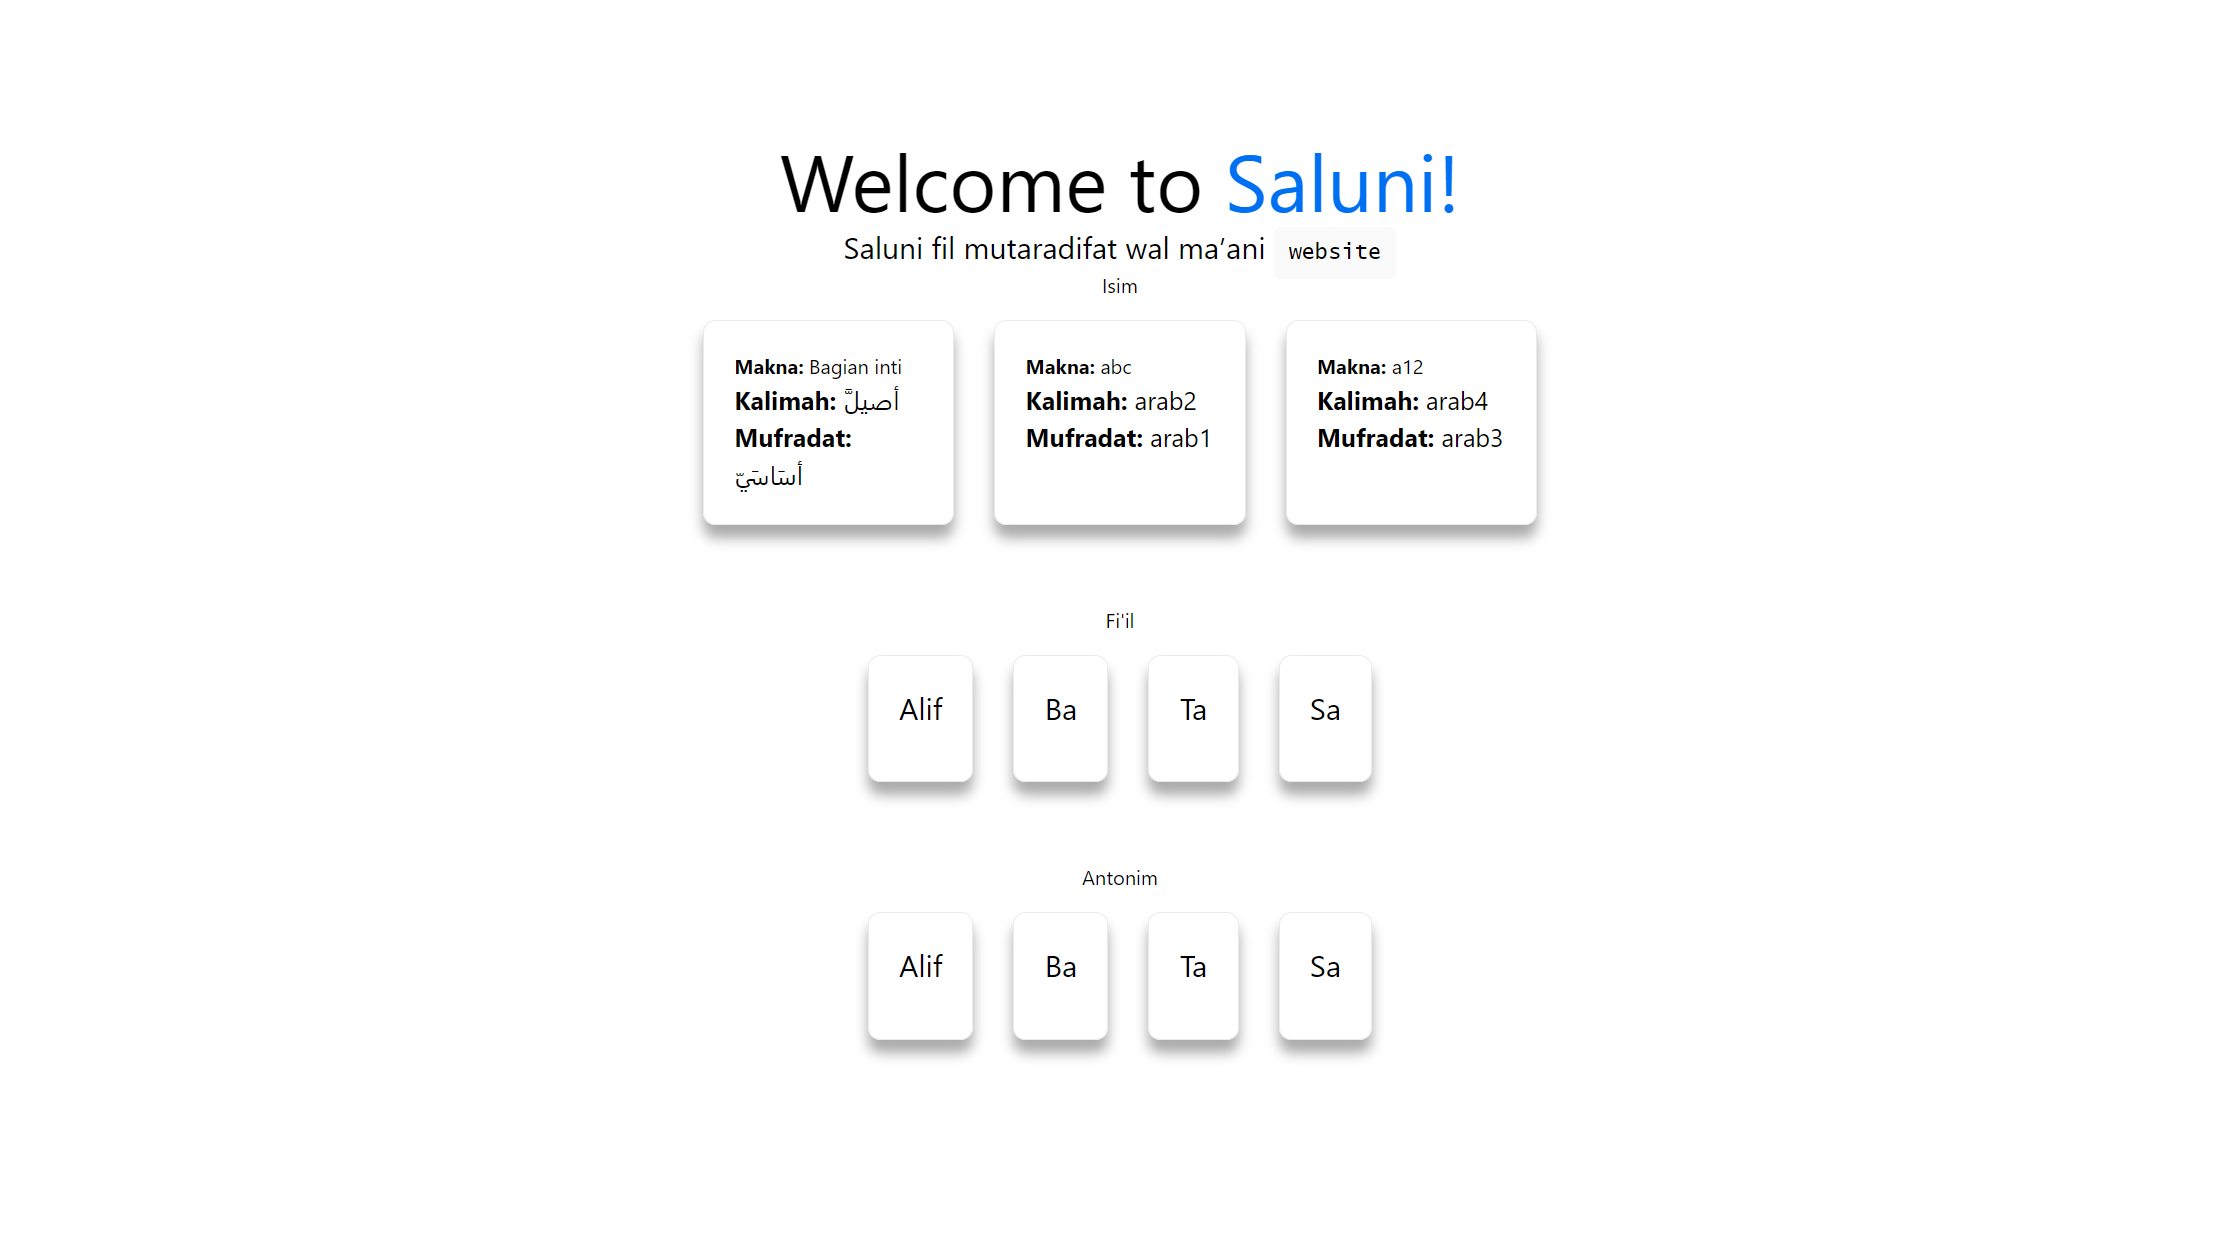 Welcome to Saluni!
Saluni fil mutaradifat wal ma’ani website
Isim
Makna: Bagian inti
Kalimah: أصيلَّ
Mufradat:
أسَاسَيّ
Makna: abc
Kalimah: arab2
Mufradat: arab1
Makna: a12
Kalimah: arab4
Mufradat: arab3
Fi'il
Alif
Ba
Ta
Sa
Antonim
Alif
Ba
Ta
Sa